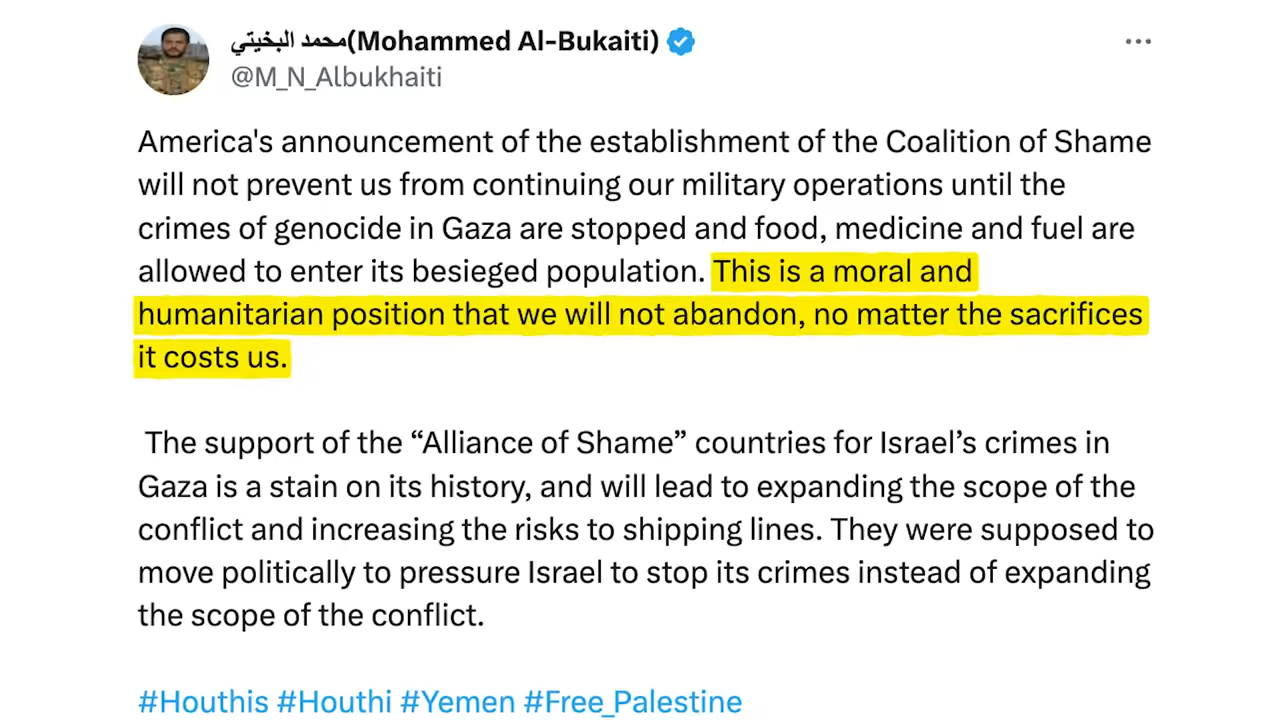 محمد البخيتي(Mohammed Al-Bukaiti)
@M_N_Albukhaiti
America's announcement of the establishment of the Coalition of Shame
will not prevent us from continuing our military operations until the
crimes of genocide in Gaza are stopped and food, medicine and fuel are
allowed to enter its besieged population. This is a moral and
humanitarian position that we will not abandon, no matter the sacrifices
it costs us.
The support of the “Alliance of Shame” countries for Israel’s crimes in
Gaza is a stain on its history, and will lead to expanding the scope of the
conflict and increasing the risks to shipping lines. They were supposed to
move politically to pressure Israel to stop its crimes instead of expanding
the scope of the conflict.
#Houthis #Houthi #Yemen #Free_Palestine